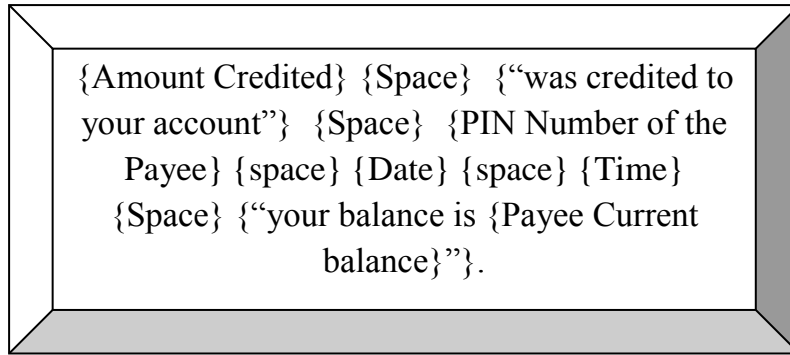 {Amount Credited} {Space} {“was credited to
your account”} {Space} {PIN Number of the
Payee} {space} {Date} {space} {Time}
{Space} {“your balance is {Payee Current
balance}”}.